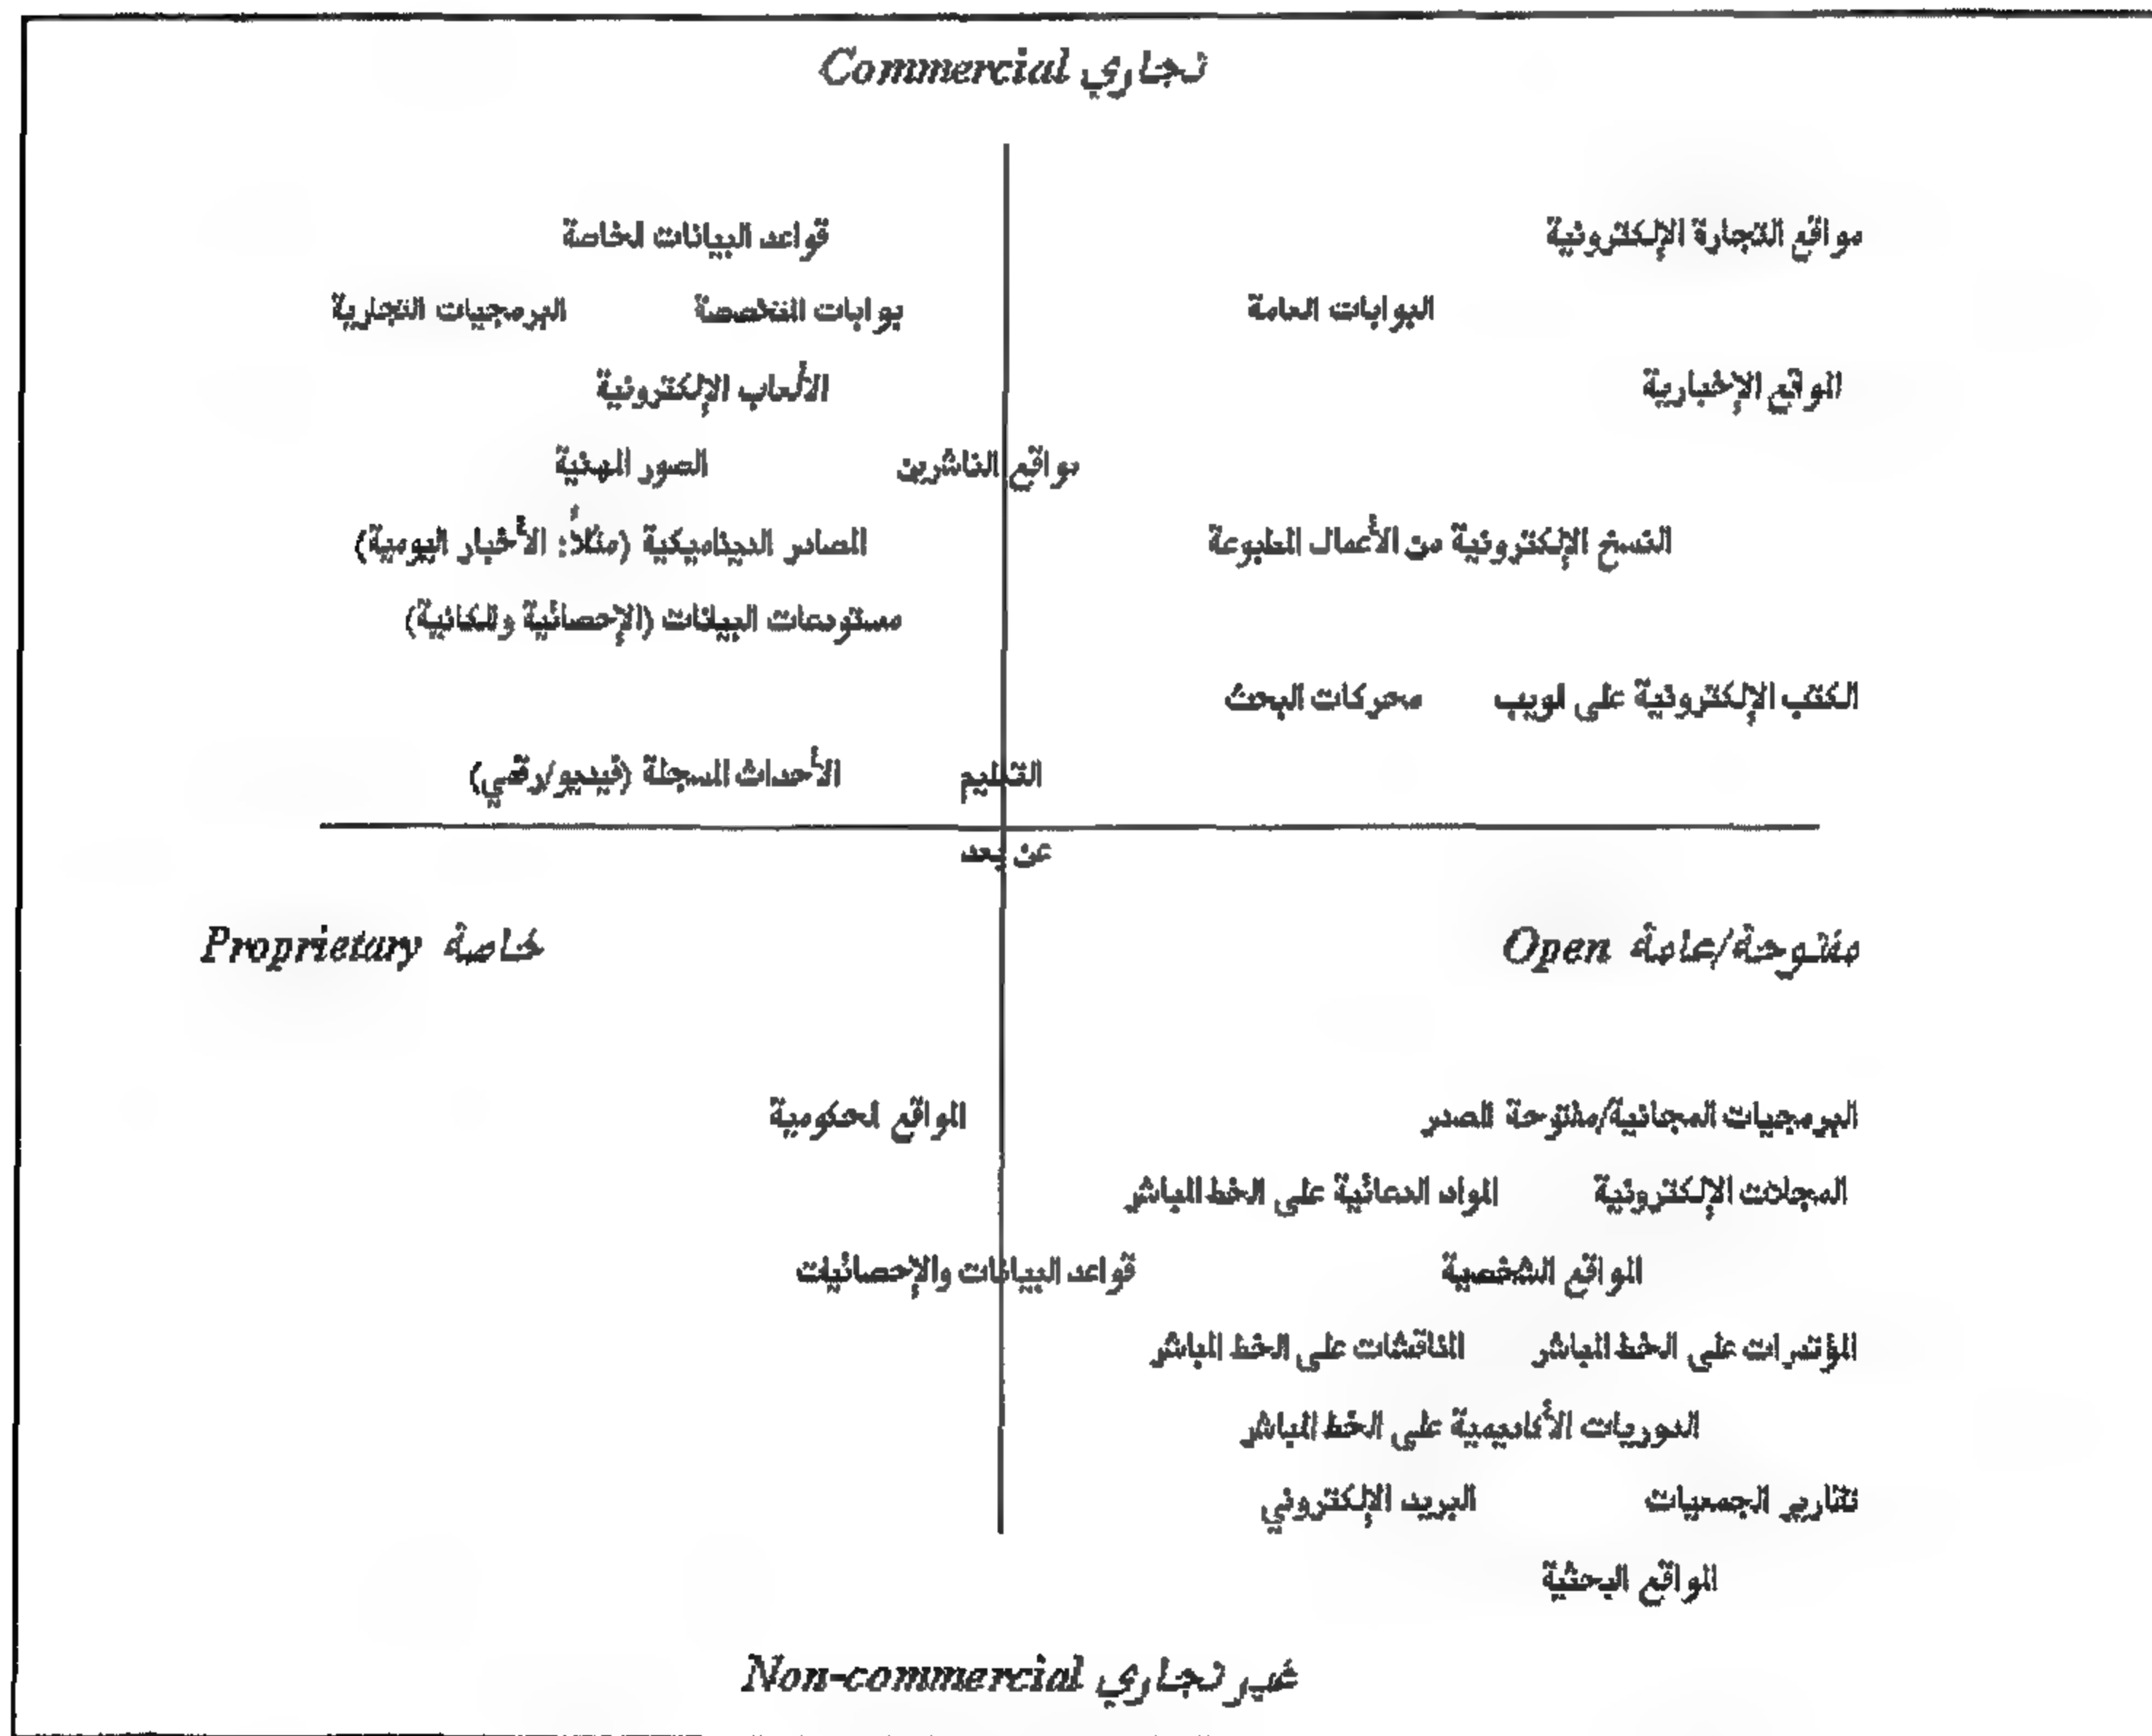 تجاري Commercial
مواقع التجارة الإلكترونية قواعد البيانات الخاصة
البوابات العامة بوابات المتخصصة البرمجيات التجارية
المواقع الإخبارية الألعاب الإلكترونية
مواقع الناشرين الصور المهنية
النسخ الإلكترونية من الأعمال المطبوعة المصادر الديناميكية (مثلاً: الأخبار اليومية)
مستودعات البيانات (الإحصائية والمكانية)
الكتب الإلكترونية على الويب محركات البحث
التعليم الأحداث المسجلة (فيديو/رقمي)
عن بعد
مفتوحة/عامة Open خاصة Proprietary
البرمجيات المجانية/مفتوحة المصدر المواقع الحكومية
المجلات الإلكترونية المواد الدعائية على الخط المباشر
المواقع الشخصية قواعد البيانات والإحصائيات
المؤتمرات على الخط المباشر المناقشات على الخط المباشر
الدوريات الأكاديمية على الخط المباشر
تقارير الجمعيات البريد الإلكتروني
المواقع البحثية
غير تجاري Non-commercial